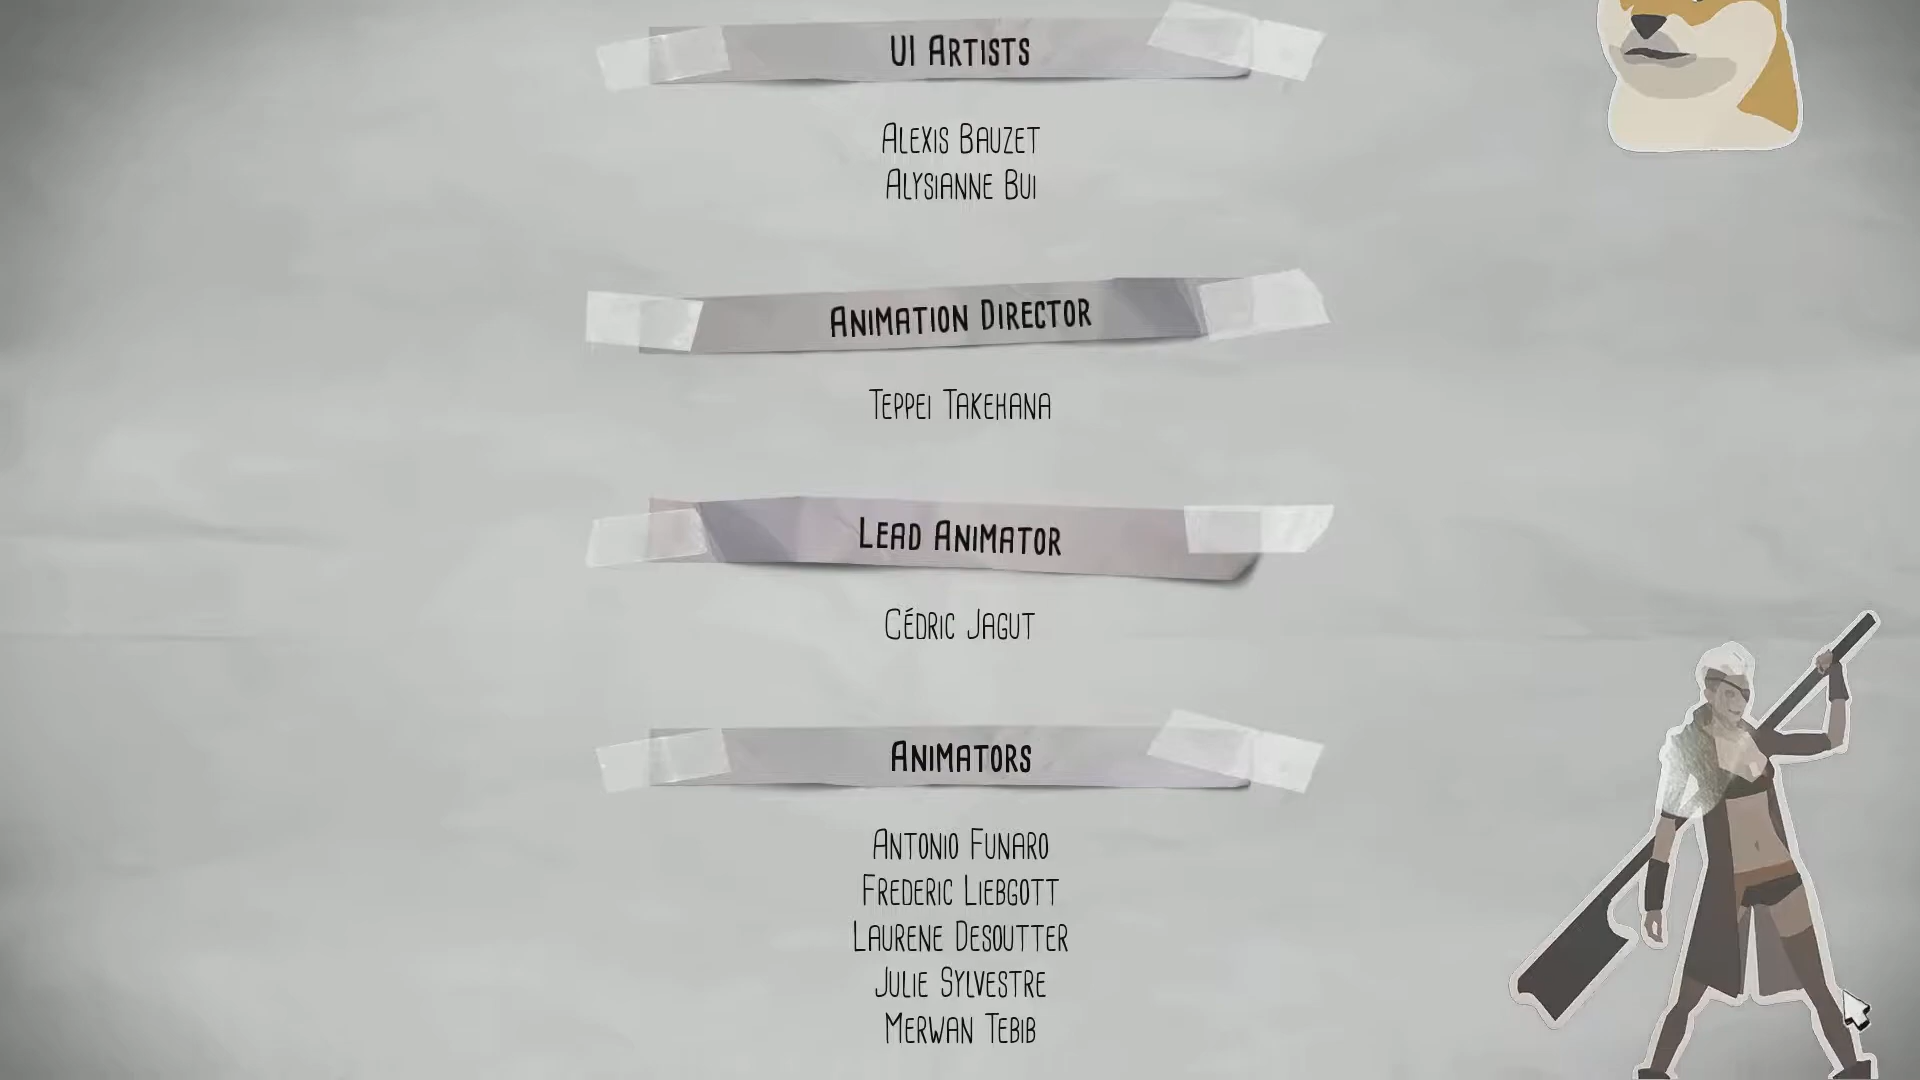 UI Artists
Alexis Bauzet
Alysianne Bui
Animation Director
Teppei Takehana
Lead Animator
Cédric Jagut
Animators
Antonio Funaro
Frederic Liebgott
Laurene Desoutter
Julie Sylvestre
Merwan Tebib